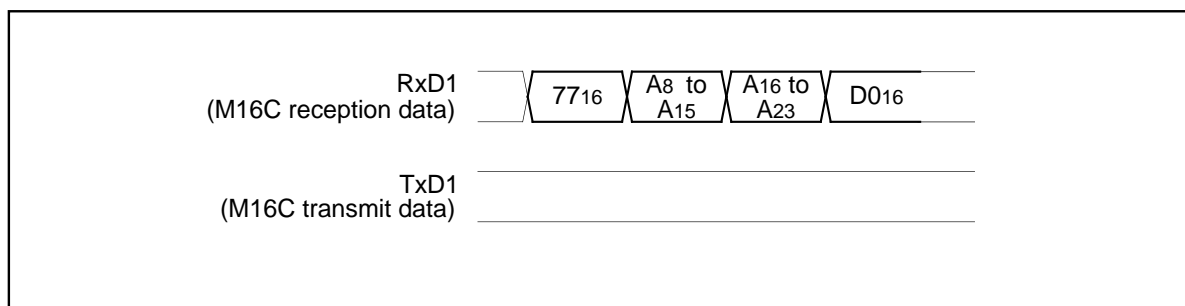 RxD1
(M16C reception data)
7716
A8 to
A15
A16 to
A23
D016
TxD1
(M16C transmit data)